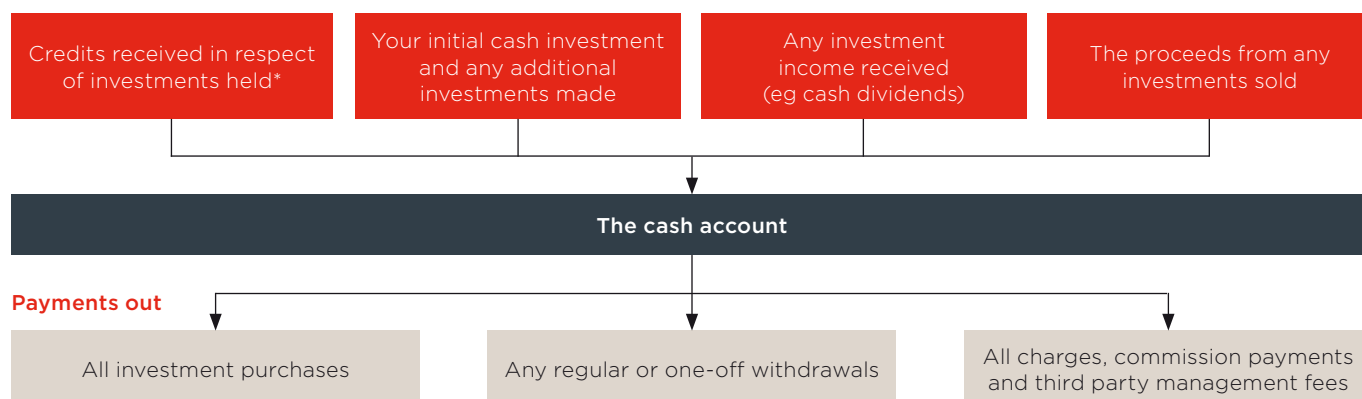 Credits received in respect
of investments held*
Your initial cash investment
and any additional
investments made
Any investment
income received
(eg cash dividends)
The proceeds from any
investments sold
The cash account
Payments out
All investment purchases
Any regular or one-off withdrawals
All charges, commission payments
and third party management fees